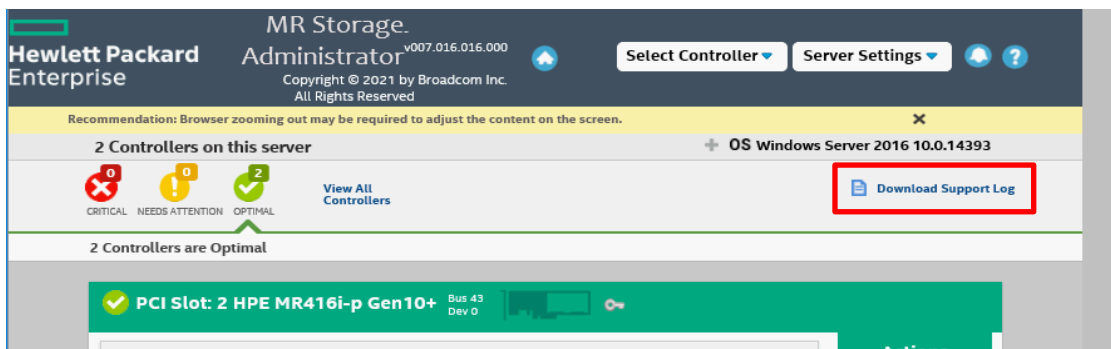 MR Storage.
Administrator v007.016.016.000
Hewlett Packard
Enterprise
Copyright © 2021 by Broadcom Inc.
All Rights Reserved
Select Controller
Server Settings
?
Recommendation: Browser zooming out may be required to adjust the content on the screen.
2 Controllers on this server
OS Windows Server 2016 10.0.14393
0
0
2
CRITICAL
NEEDS ATTENTION
OPTIMAL
View All
Controllers
Download Support Log
2 Controllers are Optimal
PCI Slot: 2 HPE MR416i-p Gen10+
Bus 43
Dev 0